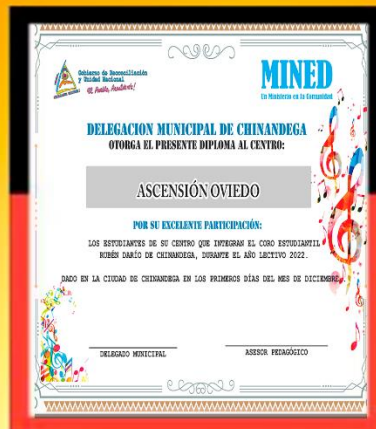 Gobierno de Reconciliación
y Unidad Nacional
El Pueblo, Presidente!
MINED
Un Ministerio en la Comunidad
DELEGACION MUNICIPAL DE CHINANDEGA
OTORGA EL PRESENTE DIPLOMA AL CENTRO:
ASCENSIÓN OVIEDO
POR SU EXCELENTE PARTICIPACIÓN:
LOS ESTUDIANTES DE SU CENTRO QUE INTEGRAN EL CORO ESTUDIANTIL
RUBÉN DARÍO DE CHINANDEGA, DURANTE EL AÑO LECTIVO 2022.
DADO EN LA CIUDAD DE CHINANDEGA EN LOS PRIMEROS DÍAS DEL MES DE DICIEMBRE.
DELEGADO MUNICIPAL
ASESOR PEDAGÓGICO